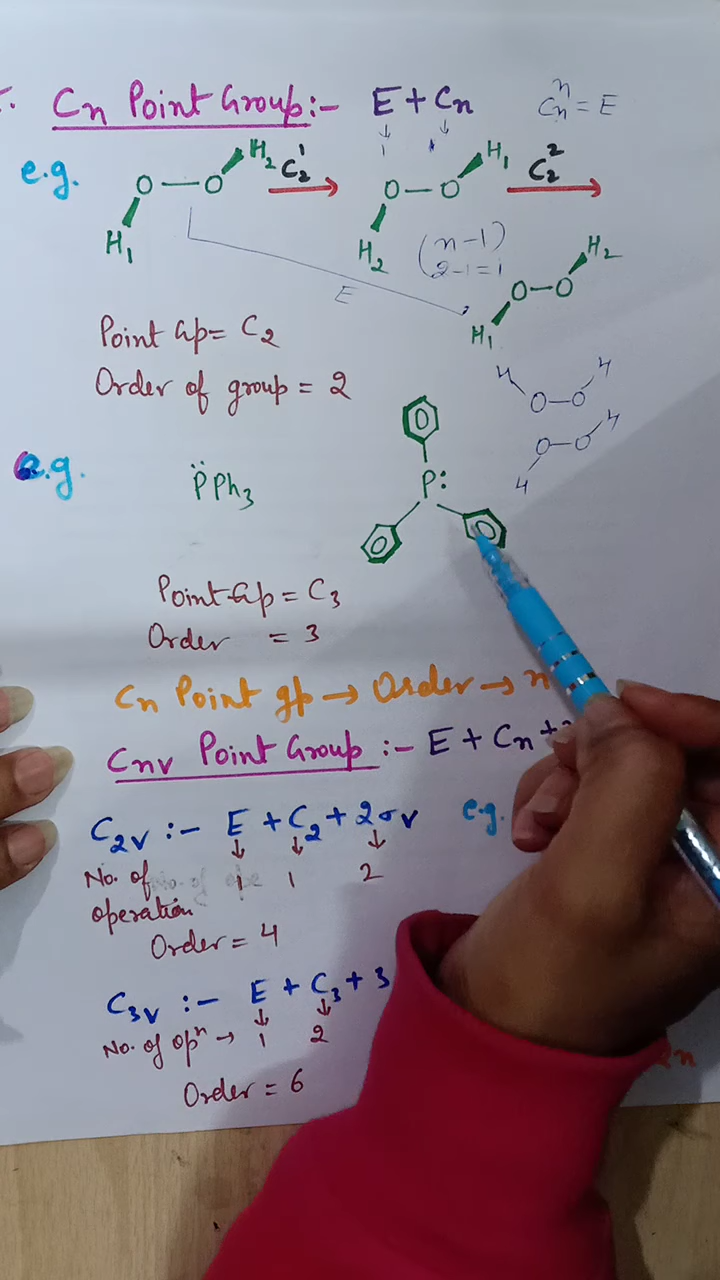 Cn Point Group:- E + Cn Cnⁿ = E
↓ ↓
1
e.g. H₁ O — O H₂ C₂¹ → H₂ O — O H₁ C₂² →
(n-1)
2-1=1
H₁ O — O H₂
E
Point Gp = C₂
Order of group = 2
H O — O H
H O — O H
e.g. P̈Ph₃ P:
Point Gp = C₃
Order = 3
Cn Point gp → Order → n
Cnv Point Group :- E + Cn +
C₂v :- E + C₂ + 2σv e.g.
↓ ↓ ↓
No. of 1 1 2
operation
Order = 4
C₃v :- E + C₃ + 3
↓ ↓
No. of opⁿ → 1 2
Order = 6
2n